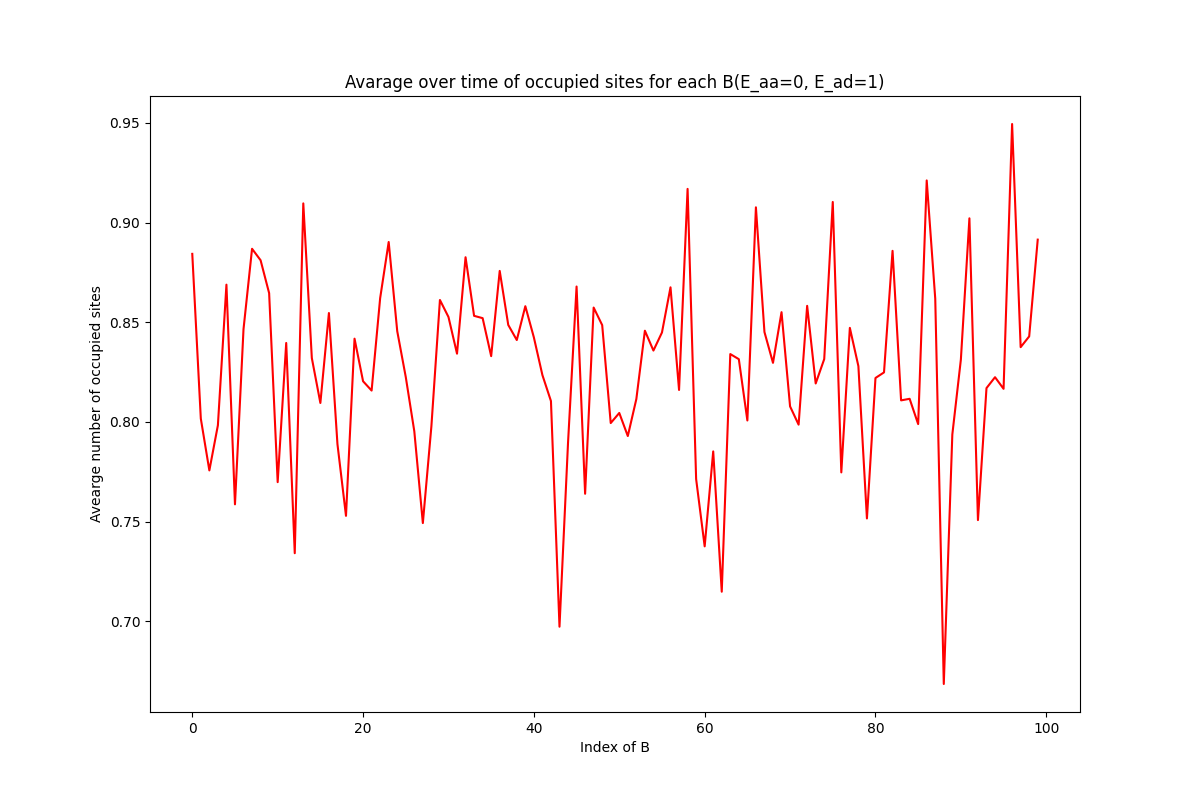 Avarage over time of occupied sites for each B(E_aa=0, E_ad=1)
0.95
0.90
0.85
0.80
0.75
0.70
Avearge number of occupied sites
0 20 40 60 80 100
Index of B